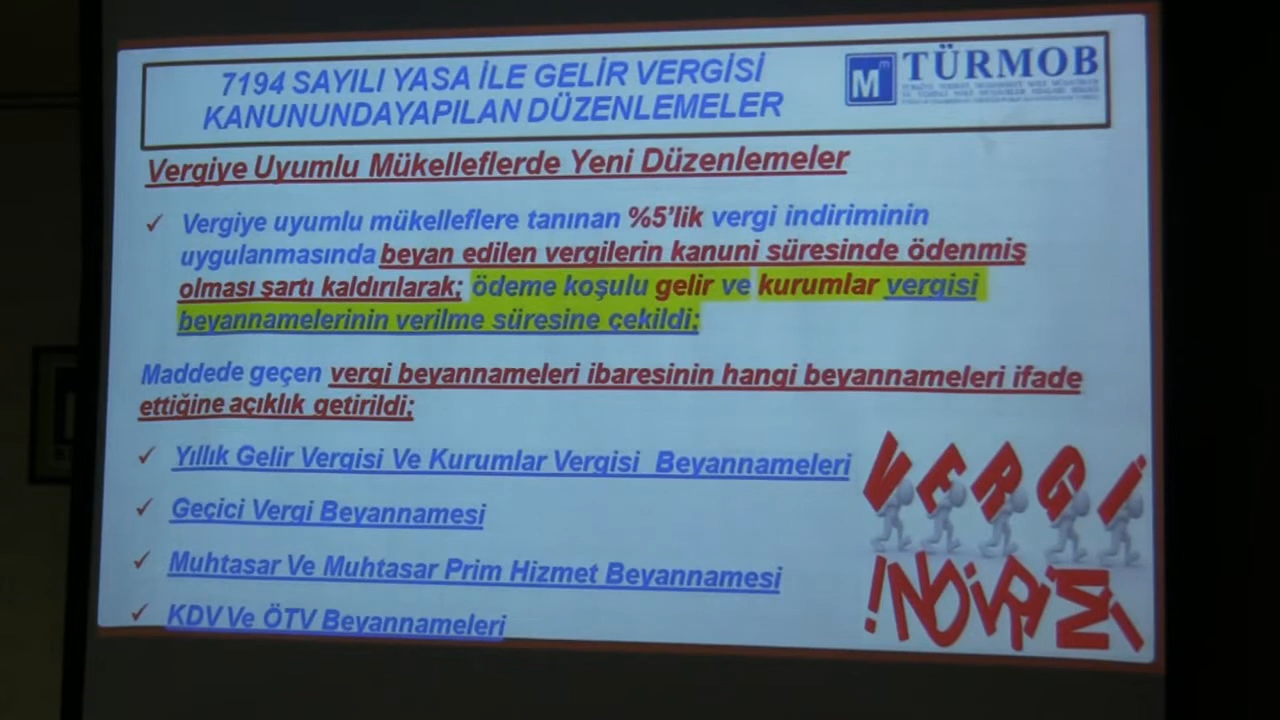 7194 SAYILI YASA İLE GELİR VERGİSİ
KANUNUNDAYAPILAN DÜZENLEMELER
TÜRMOB
Vergiye Uyumlu Mükelleflerde Yeni Düzenlemeler
✓ Vergiye uyumlu mükelleflere tanınan %5'lik vergi indiriminin
uygulanmasında beyan edilen vergilerin kanuni süresinde ödenmiş
olması şartı kaldırılarak; ödeme koşulu gelir ve kurumlar vergisi
beyannamelerinin verilme süresine çekildi;
Maddede geçen vergi beyannameleri ibaresinin hangi beyannameleri ifade
ettiğine açıklık getirildi;
✓ Yıllık Gelir Vergisi Ve Kurumlar Vergisi Beyannameleri
✓ Geçici Vergi Beyannamesi
✓ Muhtasar Ve Muhtasar Prim Hizmet Beyannamesi
✓ KDV Ve ÖTV Beyannameleri
VERGİ
İNDİRİMİ